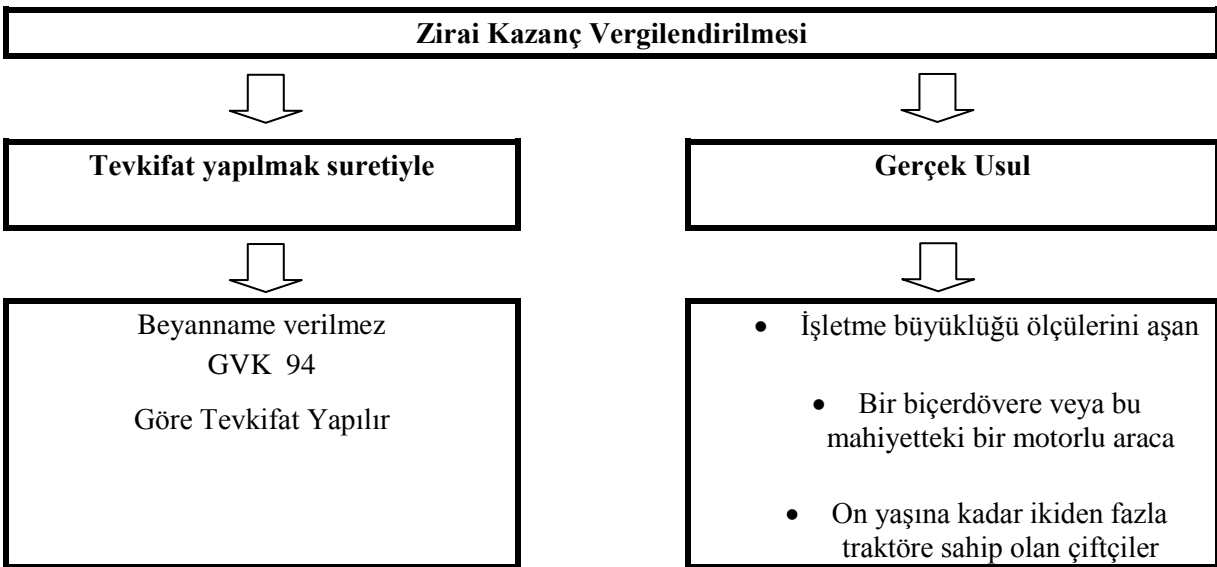 Zirai Kazanç Vergilendirilmesi
Tevkifat yapılmak suretiyle
Gerçek Usul
Beyanname verilmez
GVK 94
Göre Tevkifat Yapılır
• İşletme büyüklüğü ölçülerini aşan
• Bir biçerdövere veya bu
mahiyetteki bir motorlu araca
• On yaşına kadar ikiden fazla
traktöre sahip olan çiftçiler